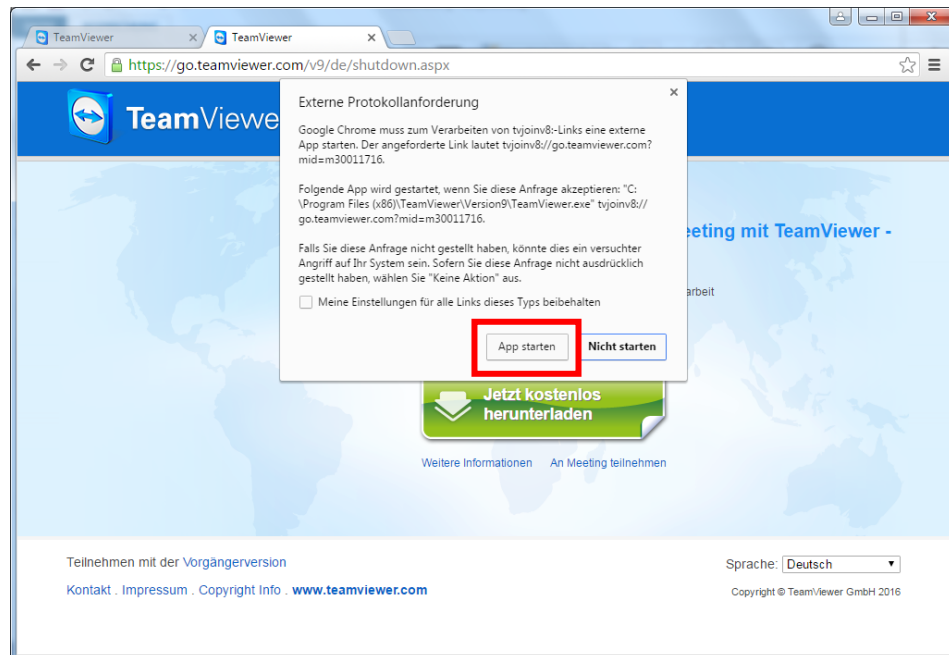 TeamViewer
TeamViewer
https://go.teamviewer.com/v9/de/shutdown.aspx
TeamViewe
Externe Protokollanforderung
Google Chrome muss zum Verarbeiten von tvjoinv8:-Links eine externe
App starten. Der angeforderte Link lautet tvjoinv8://go.teamviewer.com?
mid=m30011716.
Folgende App wird gestartet, wenn Sie diese Anfrage akzeptieren: "C:
\Program Files (x86)\TeamViewer\Version9\TeamViewer.exe" tvjoinv8://
go.teamviewer.com?mid=m30011716.
Falls Sie diese Anfrage nicht gestellt haben, könnte dies ein versuchter
Angriff auf Ihr System sein. Sofern Sie diese Anfrage nicht ausdrücklich
gestellt haben, wählen Sie "Keine Aktion" aus.
Meine Einstellungen für alle Links dieses Typs beibehalten
App starten
Nicht starten
eeting mit TeamViewer -
arbeit
Jetzt kostenlos
herunterladen
Weitere Informationen An Meeting teilnehmen
Teilnehmen mit der Vorgängerversion
Sprache: Deutsch
Kontakt . Impressum . Copyright Info . www.teamviewer.com
Copyright © TeamViewer GmbH 2016